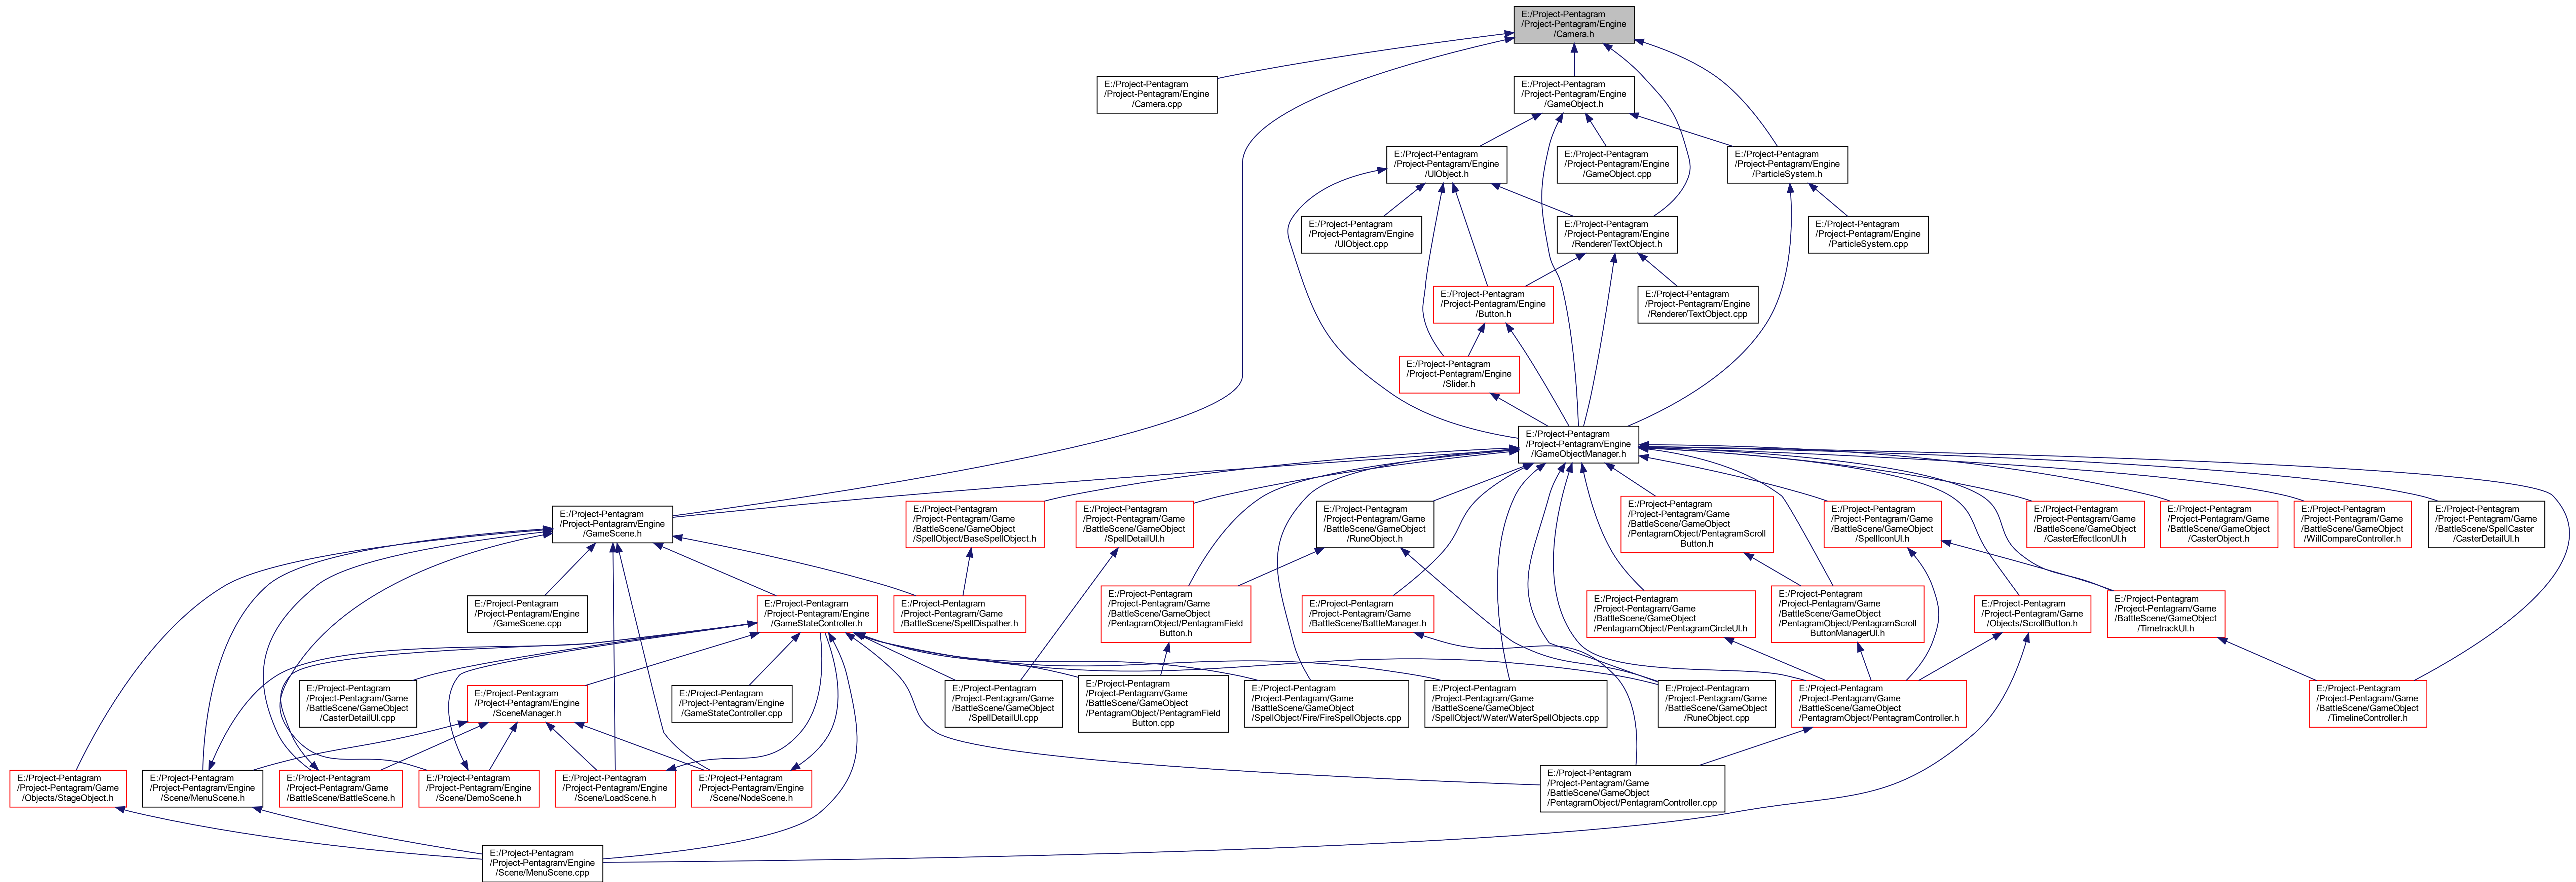 E:/Project-Pentagram
/Project-Pentagram/Engine
/Camera.h
E:/Project-Pentagram
/Project-Pentagram/Engine
/Camera.cpp
E:/Project-Pentagram
/Project-Pentagram/Engine
/GameObject.h
E:/Project-Pentagram
/Project-Pentagram/Engine
/UIObject.h
E:/Project-Pentagram
/Project-Pentagram/Engine
/GameObject.cpp
E:/Project-Pentagram
/Project-Pentagram/Engine
/ParticleSystem.h
E:/Project-Pentagram
/Project-Pentagram/Engine
/UIObject.cpp
E:/Project-Pentagram
/Project-Pentagram/Engine
/Renderer/TextObject.h
E:/Project-Pentagram
/Project-Pentagram/Engine
/ParticleSystem.cpp
E:/Project-Pentagram
/Project-Pentagram/Engine
/Button.h
E:/Project-Pentagram
/Project-Pentagram/Engine
/Renderer/TextObject.cpp
E:/Project-Pentagram
/Project-Pentagram/Engine
/Slider.h
E:/Project-Pentagram
/Project-Pentagram/Engine
/IGameObjectManager.h
E:/Project-Pentagram
/Project-Pentagram/Engine
/GameScene.h
E:/Project-Pentagram
/Project-Pentagram/Game
/BattleScene/GameObject
/SpellObject/BaseSpellObject.h
E:/Project-Pentagram
/Project-Pentagram/Game
/BattleScene/GameObject
/SpellDetailUI.h
E:/Project-Pentagram
/Project-Pentagram/Game
/BattleScene/GameObject
/RuneObject.h
E:/Project-Pentagram
/Project-Pentagram/Game
/BattleScene/GameObject
/PentagramObject/PentagramScroll
Button.h
E:/Project-Pentagram
/Project-Pentagram/Game
/BattleScene/GameObject
/SpellIconUI.h
E:/Project-Pentagram
/Project-Pentagram/Game
/BattleScene/GameObject
/CasterEffectIconUI.h
E:/Project-Pentagram
/Project-Pentagram/Game
/BattleScene/GameObject
/CasterObject.h
E:/Project-Pentagram
/Project-Pentagram/Game
/BattleScene/GameObject
/WillCompareController.h
E:/Project-Pentagram
/Project-Pentagram/Game
/BattleScene/SpellCaster
/CasterDetailUI.h
E:/Project-Pentagram
/Project-Pentagram/Engine
/GameScene.cpp
E:/Project-Pentagram
/Project-Pentagram/Engine
/GameStateController.h
E:/Project-Pentagram
/Project-Pentagram/Game
/BattleScene/SpellDispather.h
E:/Project-Pentagram
/Project-Pentagram/Game
/BattleScene/GameObject
/PentagramObject/PentagramField
Button.h
E:/Project-Pentagram
/Project-Pentagram/Game
/BattleScene/BattleManager.h
E:/Project-Pentagram
/Project-Pentagram/Game
/BattleScene/GameObject
/PentagramObject/PentagramCircleUI.h
E:/Project-Pentagram
/Project-Pentagram/Game
/BattleScene/GameObject
/PentagramObject/PentagramScroll
ButtonManagerUI.h
E:/Project-Pentagram
/Project-Pentagram/Game
/Objects/ScrollButton.h
E:/Project-Pentagram
/Project-Pentagram/Game
/BattleScene/GameObject
/TimetrackUI.h
E:/Project-Pentagram
/Project-Pentagram/Game
/BattleScene/GameObject
/CasterDetailUI.cpp
E:/Project-Pentagram
/Project-Pentagram/Engine
/SceneManager.h
E:/Project-Pentagram
/Project-Pentagram/Engine
/GameStateController.cpp
E:/Project-Pentagram
/Project-Pentagram/Game
/BattleScene/GameObject
/SpellDetailUI.cpp
E:/Project-Pentagram
/Project-Pentagram/Game
/BattleScene/GameObject
/PentagramObject/PentagramField
Button.cpp
E:/Project-Pentagram
/Project-Pentagram/Game
/BattleScene/GameObject
/SpellObject/Fire/FireSpellObjects.cpp
E:/Project-Pentagram
/Project-Pentagram/Game
/BattleScene/GameObject
/SpellObject/Water/WaterSpellObjects.cpp
E:/Project-Pentagram
/Project-Pentagram/Game
/BattleScene/GameObject
/RuneObject.cpp
E:/Project-Pentagram
/Project-Pentagram/Game
/BattleScene/GameObject
/PentagramObject/PentagramController.h
E:/Project-Pentagram
/Project-Pentagram/Game
/BattleScene/GameObject
/TimelineController.h
E:/Project-Pentagram
/Project-Pentagram/Game
/Objects/StageObject.h
E:/Project-Pentagram
/Project-Pentagram/Engine
/Scene/MenuScene.h
E:/Project-Pentagram
/Project-Pentagram/Game
/BattleScene/BattleScene.h
E:/Project-Pentagram
/Project-Pentagram/Engine
/Scene/DemoScene.h
E:/Project-Pentagram
/Project-Pentagram/Engine
/Scene/LoadScene.h
E:/Project-Pentagram
/Project-Pentagram/Engine
/Scene/NodeScene.h
E:/Project-Pentagram
/Project-Pentagram/Game
/BattleScene/GameObject
/PentagramObject/PentagramController.cpp
E:/Project-Pentagram
/Project-Pentagram/Engine
/Scene/MenuScene.cpp